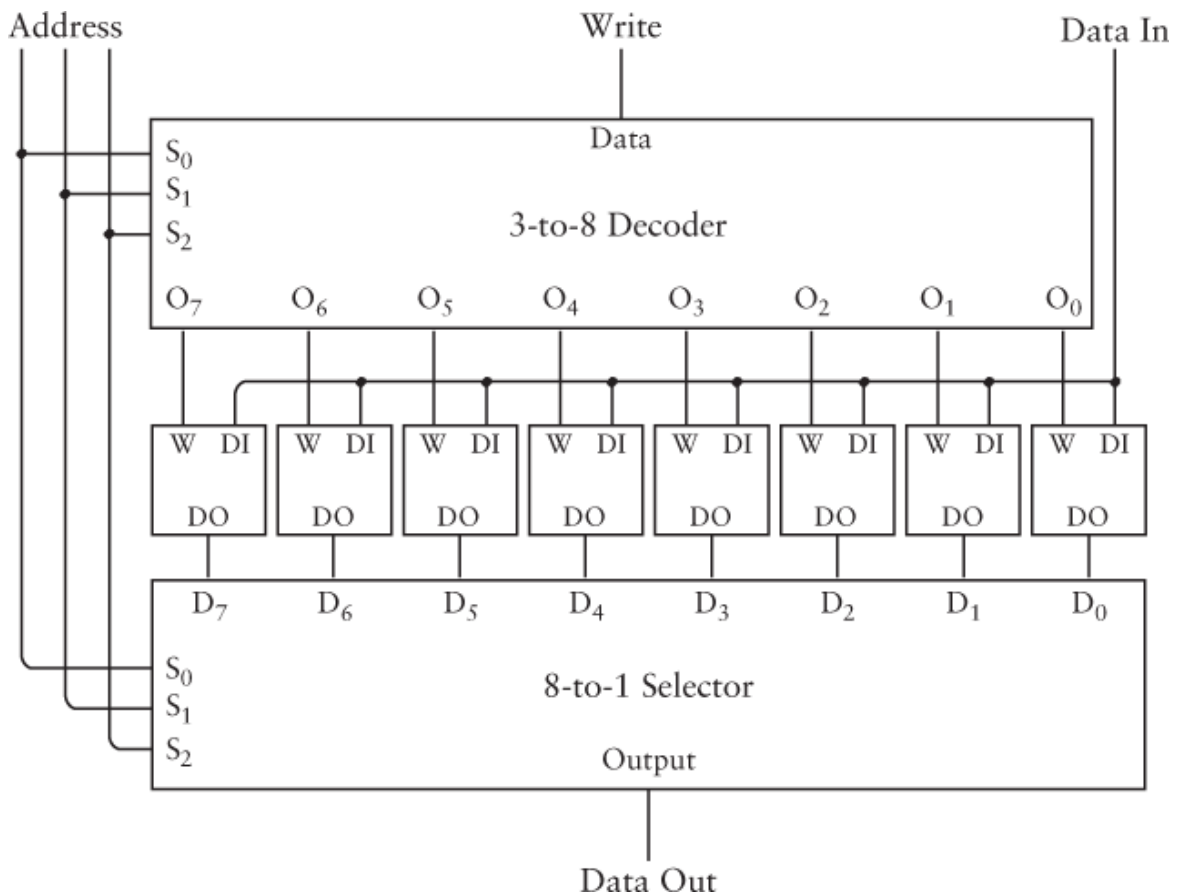 Address Write Data In
Data
S₀
S₁
3-to-8 Decoder
S₂
O₇ O₆ O₅ O₄ O₃ O₂ O₁ O₀
W DI W DI W DI W DI W DI W DI W DI W DI
DO DO DO DO DO DO DO DO
D₇ D₆ D₅ D₄ D₃ D₂ D₁ D₀
S₀
8-to-1 Selector
S₁
S₂
Output
Data Out